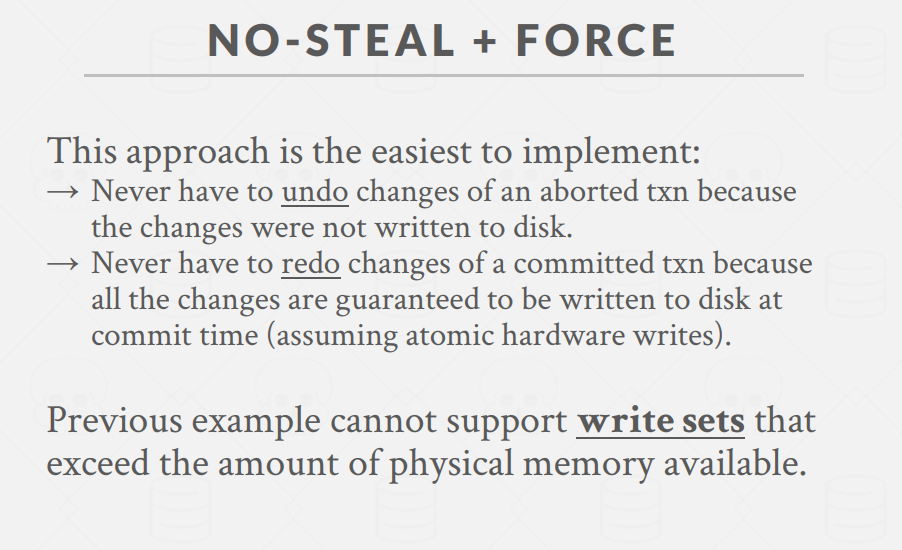 NO-STEAL + FORCE
This approach is the easiest to implement:
→ Never have to undo changes of an aborted txn because
the changes were not written to disk.
→ Never have to redo changes of a committed txn because
all the changes are guaranteed to be written to disk at
commit time (assuming atomic hardware writes).
Previous example cannot support write sets that
exceed the amount of physical memory available.